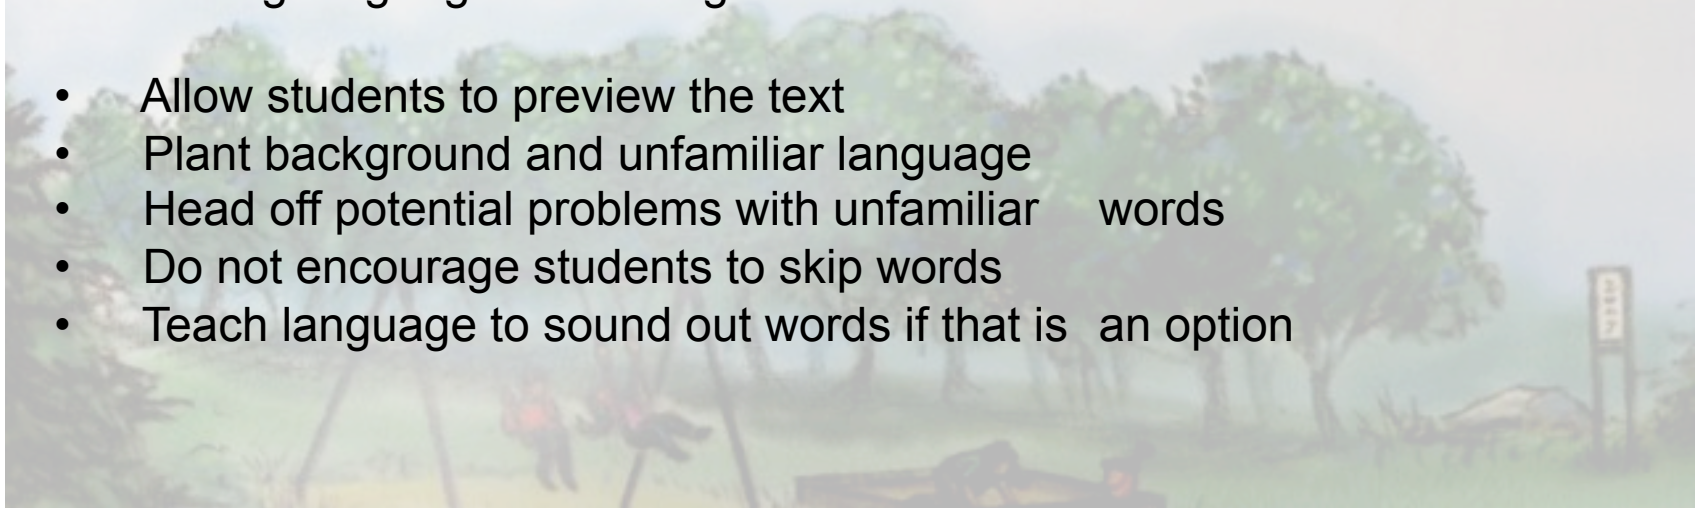 • Allow students to preview the text
• Plant background and unfamiliar language
• Head off potential problems with unfamiliar words
• Do not encourage students to skip words
• Teach language to sound out words if that is an option